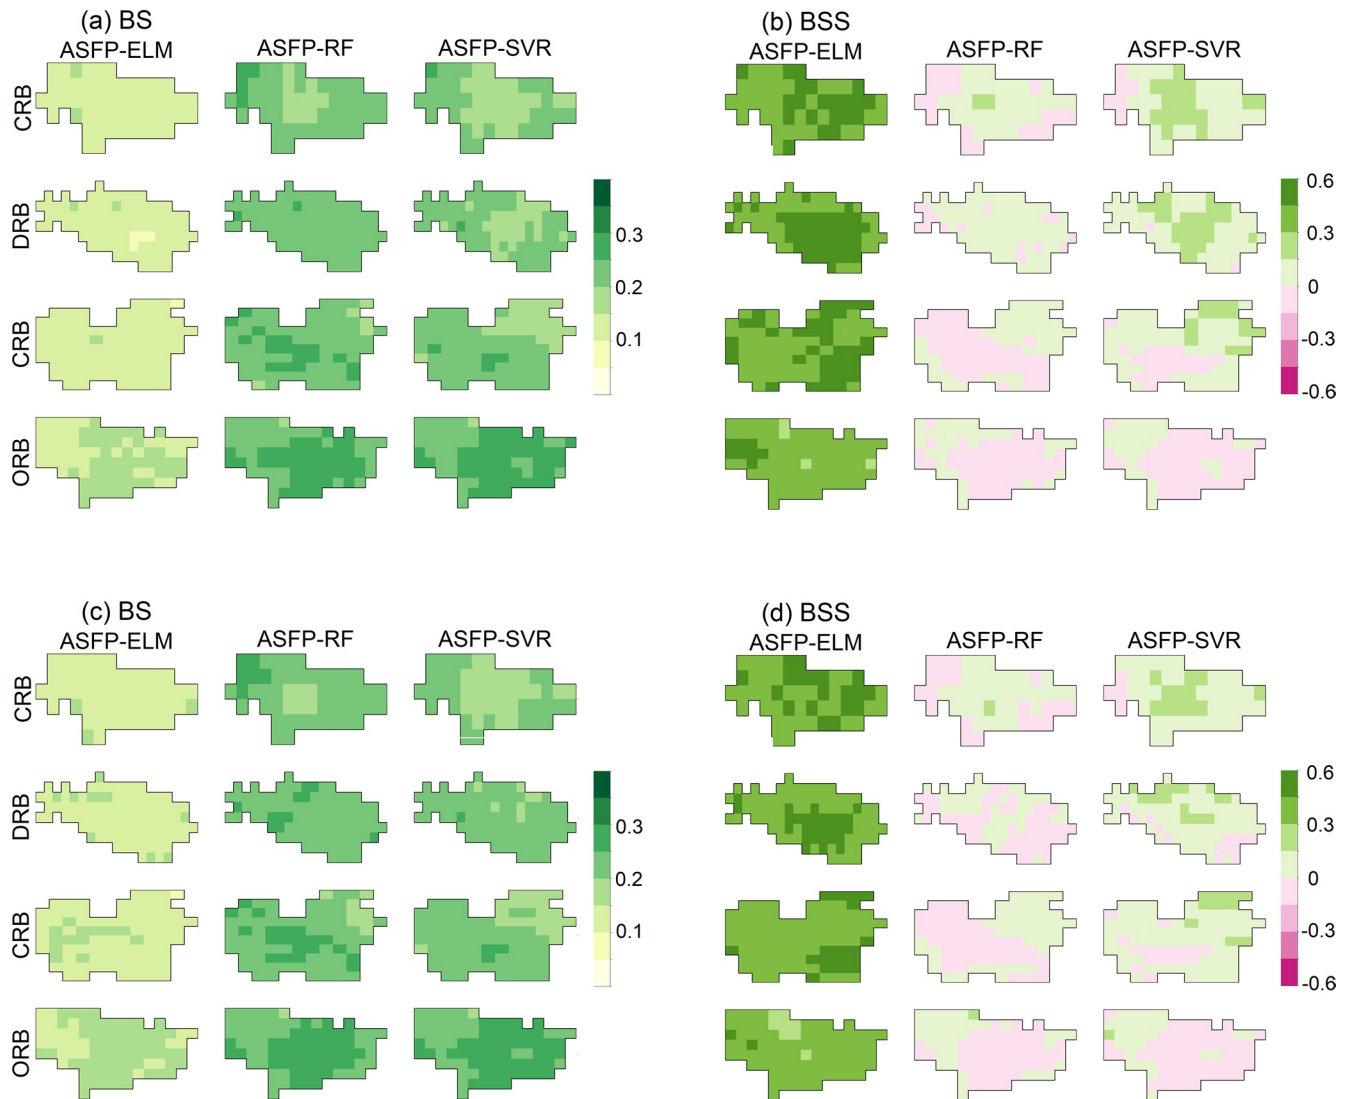 (a) BS
ASFP-ELM ASFP-RF ASFP-SVR
CRB
DRB
CRB
ORB
0.3
0.2
0.1
(b) BSS
ASFP-ELM ASFP-RF ASFP-SVR
0.6
0.3
0
-0.3
-0.6
(c) BS
ASFP-ELM ASFP-RF ASFP-SVR
CRB
DRB
CRB
ORB
0.3
0.2
0.1
(d) BSS
ASFP-ELM ASFP-RF ASFP-SVR
0.6
0.3
0
-0.3
-0.6